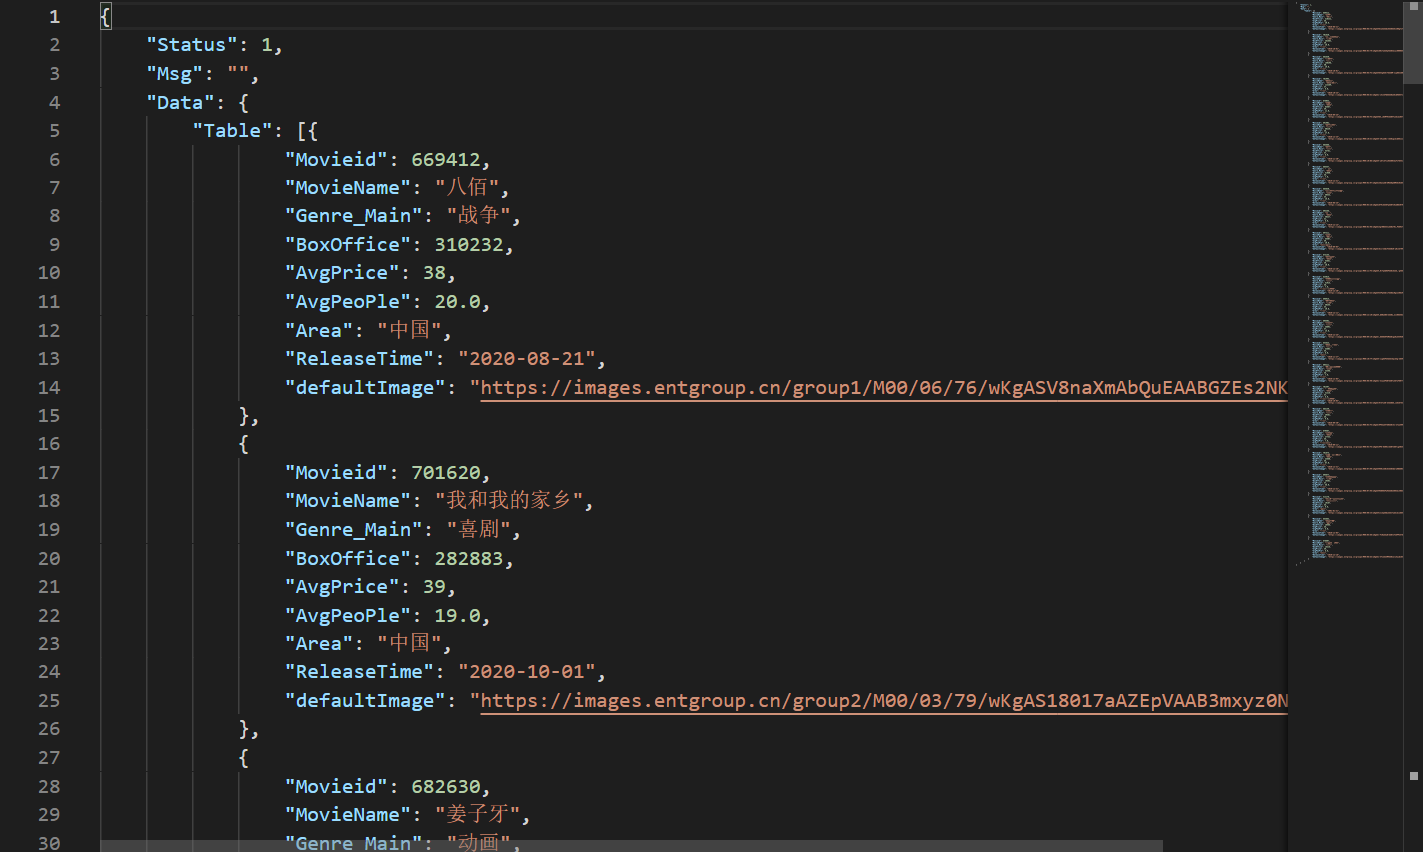 1 {
2 "Status": 1,
3 "Msg": "",
4 "Data": {
5 "Table": [{
6 "Movieid": 669412,
7 "MovieName": "八佰",
8 "Genre_Main": "战争",
9 "BoxOffice": 310232,
10 "AvgPrice": 38,
11 "AvgPeoPle": 20.0,
12 "Area": "中国",
13 "ReleaseTime": "2020-08-21",
14 "defaultImage": "https://images.entgroup.cn/group1/M00/06/76/wKgASV8naXmAbQuEAABGZEs2NK
15 },
16 {
17 "Movieid": 701620,
18 "MovieName": "我和我的家乡",
19 "Genre_Main": "喜剧",
20 "BoxOffice": 282883,
21 "AvgPrice": 39,
22 "AvgPeoPle": 19.0,
23 "Area": "中国",
24 "ReleaseTime": "2020-10-01",
25 "defaultImage": "https://images.entgroup.cn/group2/M00/03/79/wKgAS18017aAZEpVAAB3mxyz0N
26 },
27 {
28 "Movieid": 682630,
29 "MovieName": "姜子牙",
30 "Genre_Main": "动画",